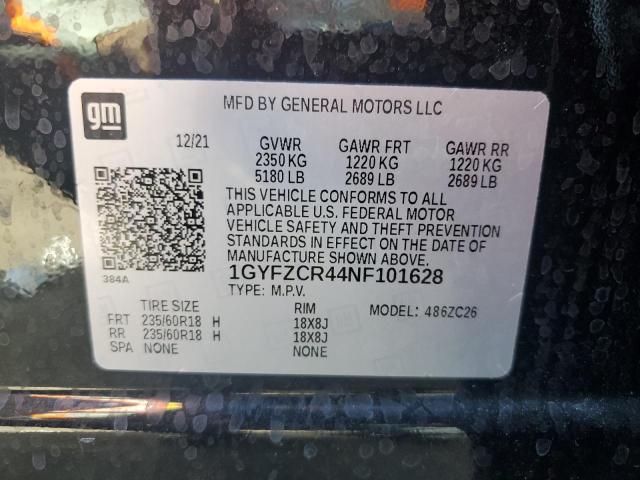 gm
MFD BY GENERAL MOTORS LLC
12/21 GVWR GAWR FRT GAWR RR
2350 KG 1220 KG 1220 KG
5180 LB 2689 LB 2689 LB
THIS VEHICLE CONFORMS TO ALL
APPLICABLE U.S. FEDERAL MOTOR
VEHICLE SAFETY AND THEFT PREVENTION
STANDARDS IN EFFECT ON THE DATE OF
MANUFACTURE SHOWN ABOVE.
384A
1GYFZCR44NF101628
TYPE: M.P.V. MODEL: 486ZC26
TIRE SIZE RIM
FRT 235/60R18 H 18X8J
RR 235/60R18 H 18X8J
SPA NONE NONE